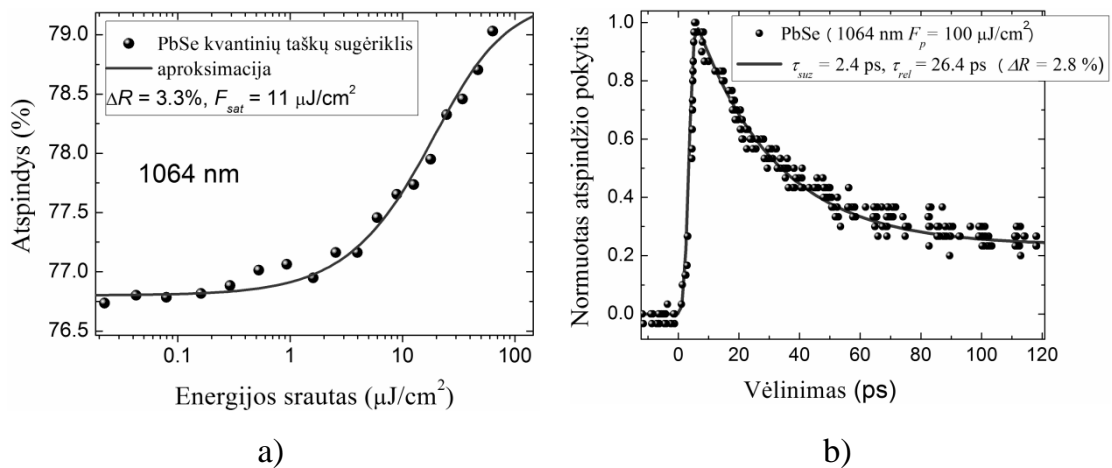 79.0
78.5
78.0
77.5
77.0
76.5
Atspindys (%)
PbSe kvantinių taškų sugėriklis
aproksimacija
ΔR = 3.3%, F_sat = 11 μJ/cm²
1064 nm
0.1 1 10 100
Energijos srautas (μJ/cm²)
a)
1.0
0.8
0.6
0.4
0.2
0.0
Normuotas atspindžio pokytis
PbSe ( 1064 nm F_p = 100 μJ/cm²)
τ_suz = 2.4 ps, τ_rel = 26.4 ps ( ΔR = 2.8 %)
0 20 40 60 80 100 120
Vėlinimas (ps)
b)